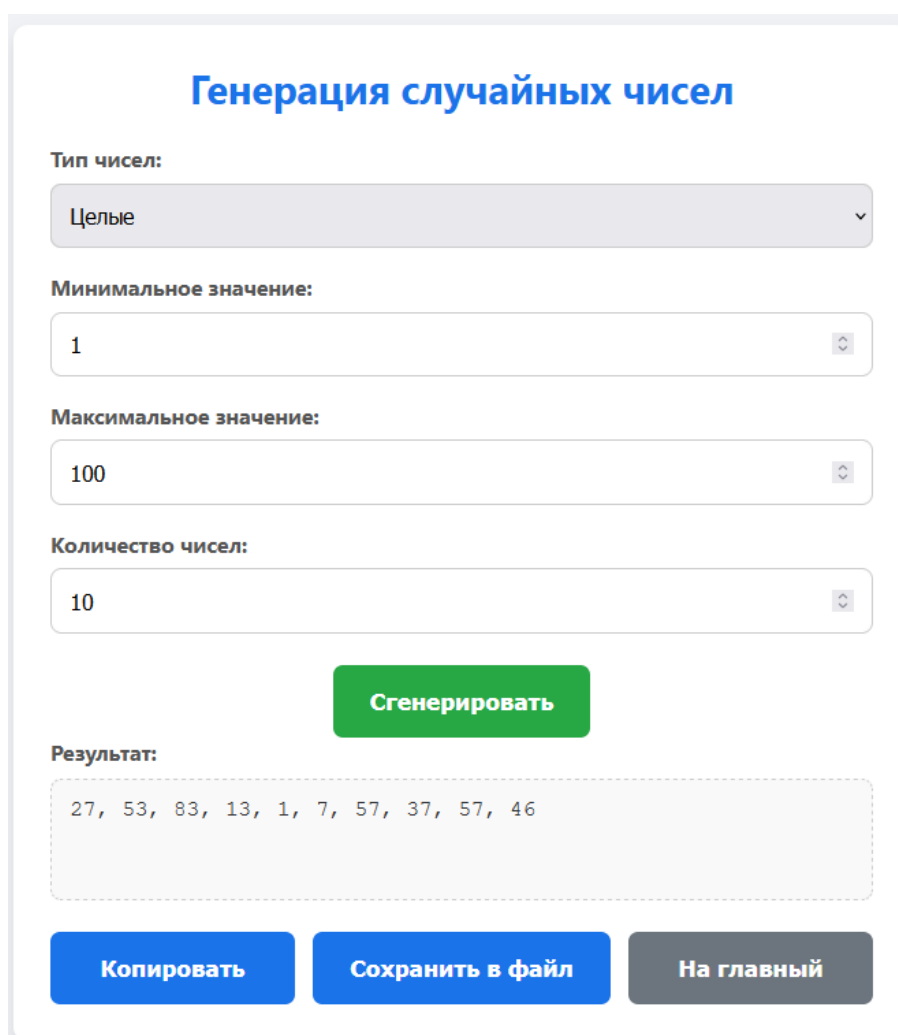 Генерация случайных чисел
Тип чисел:
Целые
Минимальное значение:
1
Максимальное значение:
100
Количество чисел:
10
Сгенерировать
Результат:
27, 53, 83, 13, 1, 7, 57, 37, 57, 46
Копировать Сохранить в файл На главный